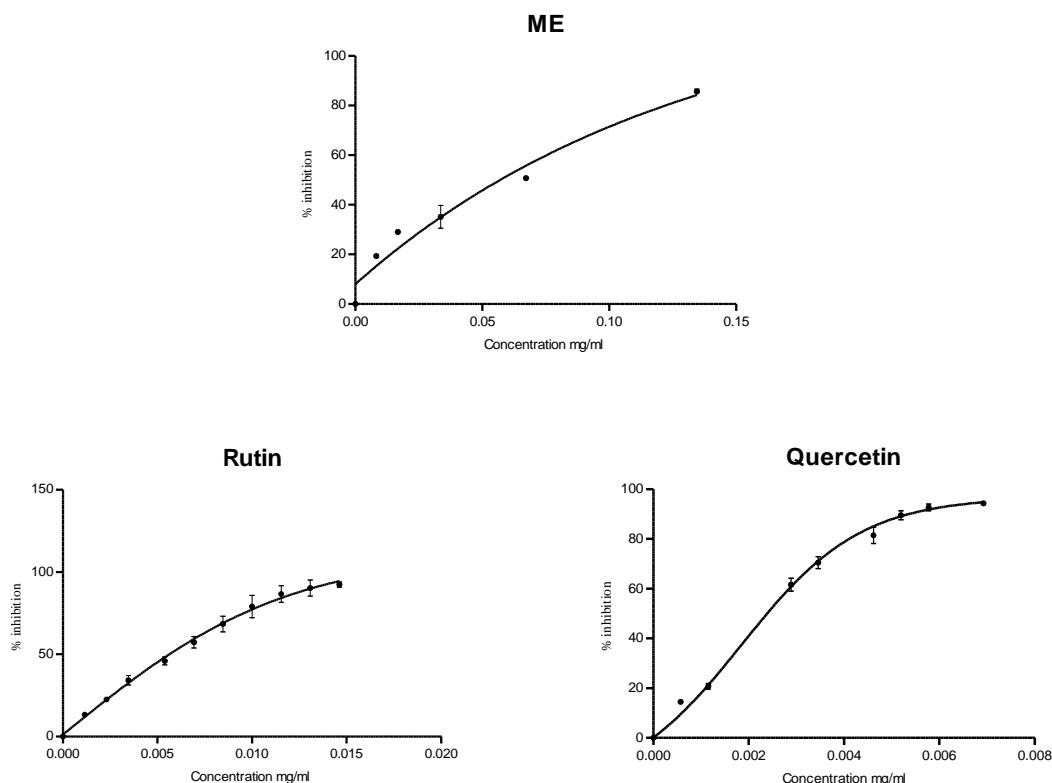 ME
100
80
60
40
20
0
% inhibition
0.00 0.05 0.10 0.15
Concentration mg/ml
Rutin
150
100
50
0
% inhibition
0.000 0.005 0.010 0.015 0.020
Concentration mg/ml
Quercetin
100
80
60
40
20
0
% inhibition
0.000 0.002 0.004 0.006 0.008
Concentration mg/ml